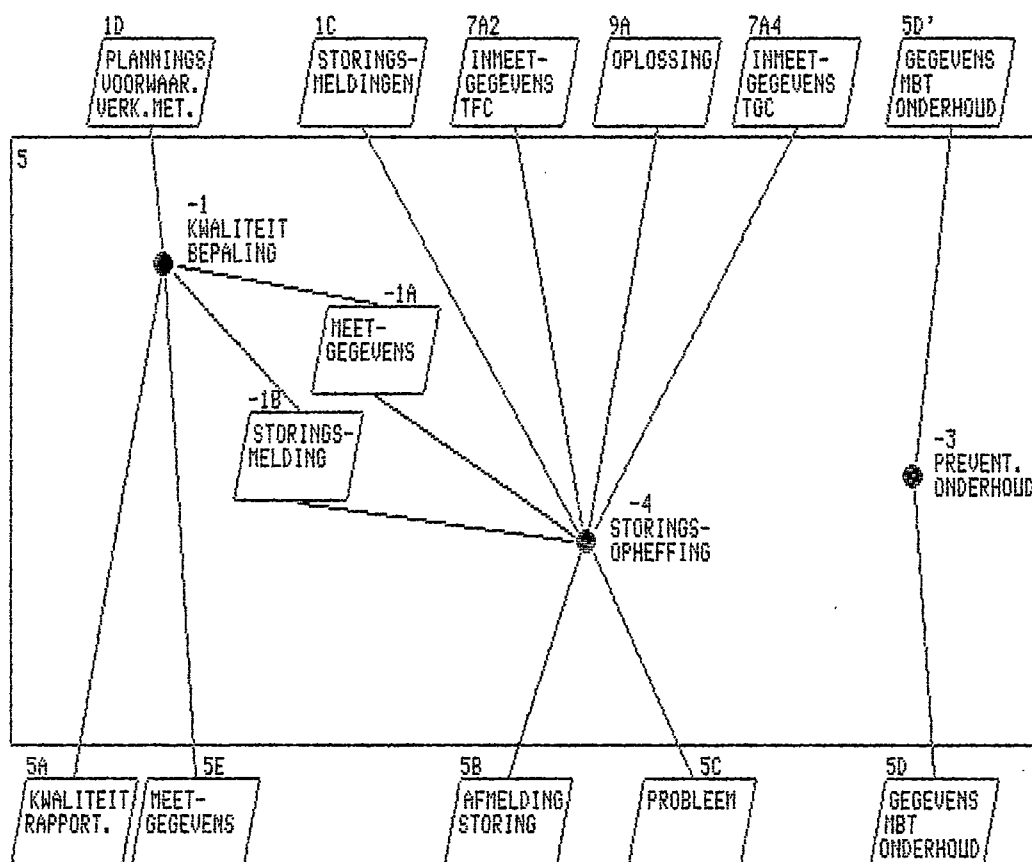 1D
PLANNINGS
VOORWAAR.
VERK.MET.
1C
STORINGS-
MELDINGEN
7A2
INMEET-
GEGEVENS
TFC
9A
OPLOSSING
7A4
INMEET-
GEGEVENS
TGC
5D'
GEGEVENS
MBT
ONDERHOUD
5
-1
KWALITEIT
BEPALING
-1A
MEET-
GEGEVENS
-1B
STORINGS-
MELDING
-3
PREVENT.
ONDERHOUD
-4
STORINGS-
OPHEFFING
5A
KWALITEIT
RAPPORT.
5E
MEET-
GEGEVENS
5B
AFMELDING
STORING
5C
PROBLEEM
5D
GEGEVENS
MBT
ONDERHOUD